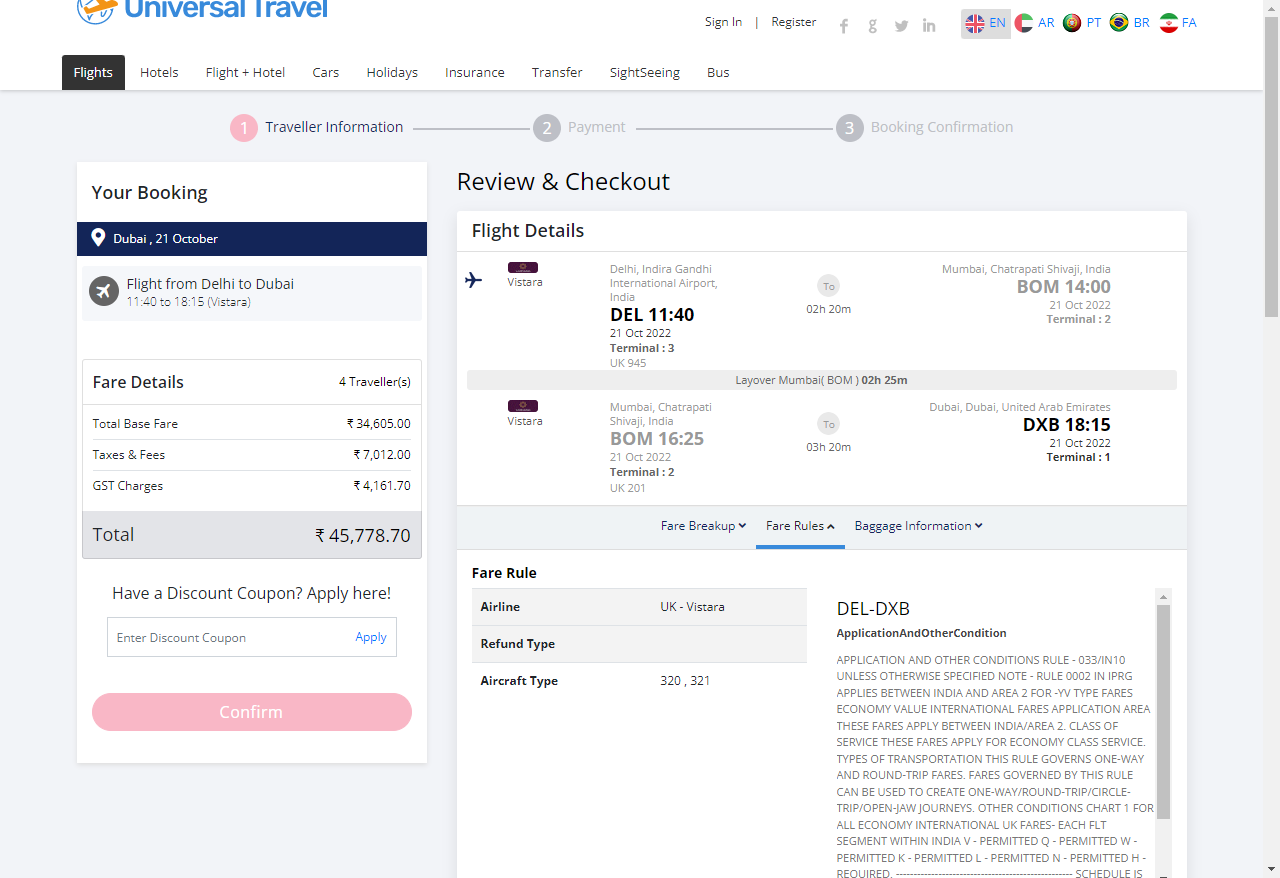 Universal Travel
Sign In | Register
EN AR PT BR FA
Flights Hotels Flight + Hotel Cars Holidays Insurance Transfer SightSeeing Bus
1 Traveller Information 2 Payment 3 Booking Confirmation
Your Booking
Dubai , 21 October
Flight from Delhi to Dubai
11:40 to 18:15 (Vistara)
Fare Details 4 Traveller(s)
Total Base Fare ₹ 34,605.00
Taxes & Fees ₹ 7,012.00
GST Charges ₹ 4,161.70
Total ₹ 45,778.70
Have a Discount Coupon? Apply here!
Enter Discount Coupon Apply
Confirm
Review & Checkout
Flight Details
Vistara
Delhi, Indira Gandhi
International Airport,
India
DEL 11:40
21 Oct 2022
Terminal : 3
UK 945
To
02h 20m
Mumbai, Chatrapati Shivaji, India
BOM 14:00
21 Oct 2022
Terminal : 2
Layover Mumbai( BOM ) 02h 25m
Vistara
Mumbai, Chatrapati
Shivaji, India
BOM 16:25
21 Oct 2022
Terminal : 2
UK 201
To
03h 20m
Dubai, Dubai, United Arab Emirates
DXB 18:15
21 Oct 2022
Terminal : 1
Fare Breakup Fare Rules Baggage Information
Fare Rule
Airline UK - Vistara
Refund Type
Aircraft Type 320 , 321
DEL-DXB
ApplicationAndOtherCondition
APPLICATION AND OTHER CONDITIONS RULE - 033/IN10
UNLESS OTHERWISE SPECIFIED NOTE - RULE 0002 IN IPRG
APPLIES BETWEEN INDIA AND AREA 2 FOR -YV TYPE FARES
ECONOMY VALUE INTERNATIONAL FARES APPLICATION AREA
THESE FARES APPLY BETWEEN INDIA/AREA 2. CLASS OF
SERVICE THESE FARES APPLY FOR ECONOMY CLASS SERVICE.
TYPES OF TRANSPORTATION THIS RULE GOVERNS ONE-WAY
AND ROUND-TRIP FARES. FARES GOVERNED BY THIS RULE
CAN BE USED TO CREATE ONE-WAY/ROUND-TRIP/CIRCLE-
TRIP/OPEN-JAW JOURNEYS. OTHER CONDITIONS CHART 1 FOR
ALL ECONOMY INTERNATIONAL UK FARES- EACH FLT
SEGMENT WITHIN INDIA V - PERMITTED Q - PERMITTED W -
PERMITTED K - PERMITTED L - PERMITTED N - PERMITTED H -
REQUIRED. -------------------------------------------------- SCHEDULE IS